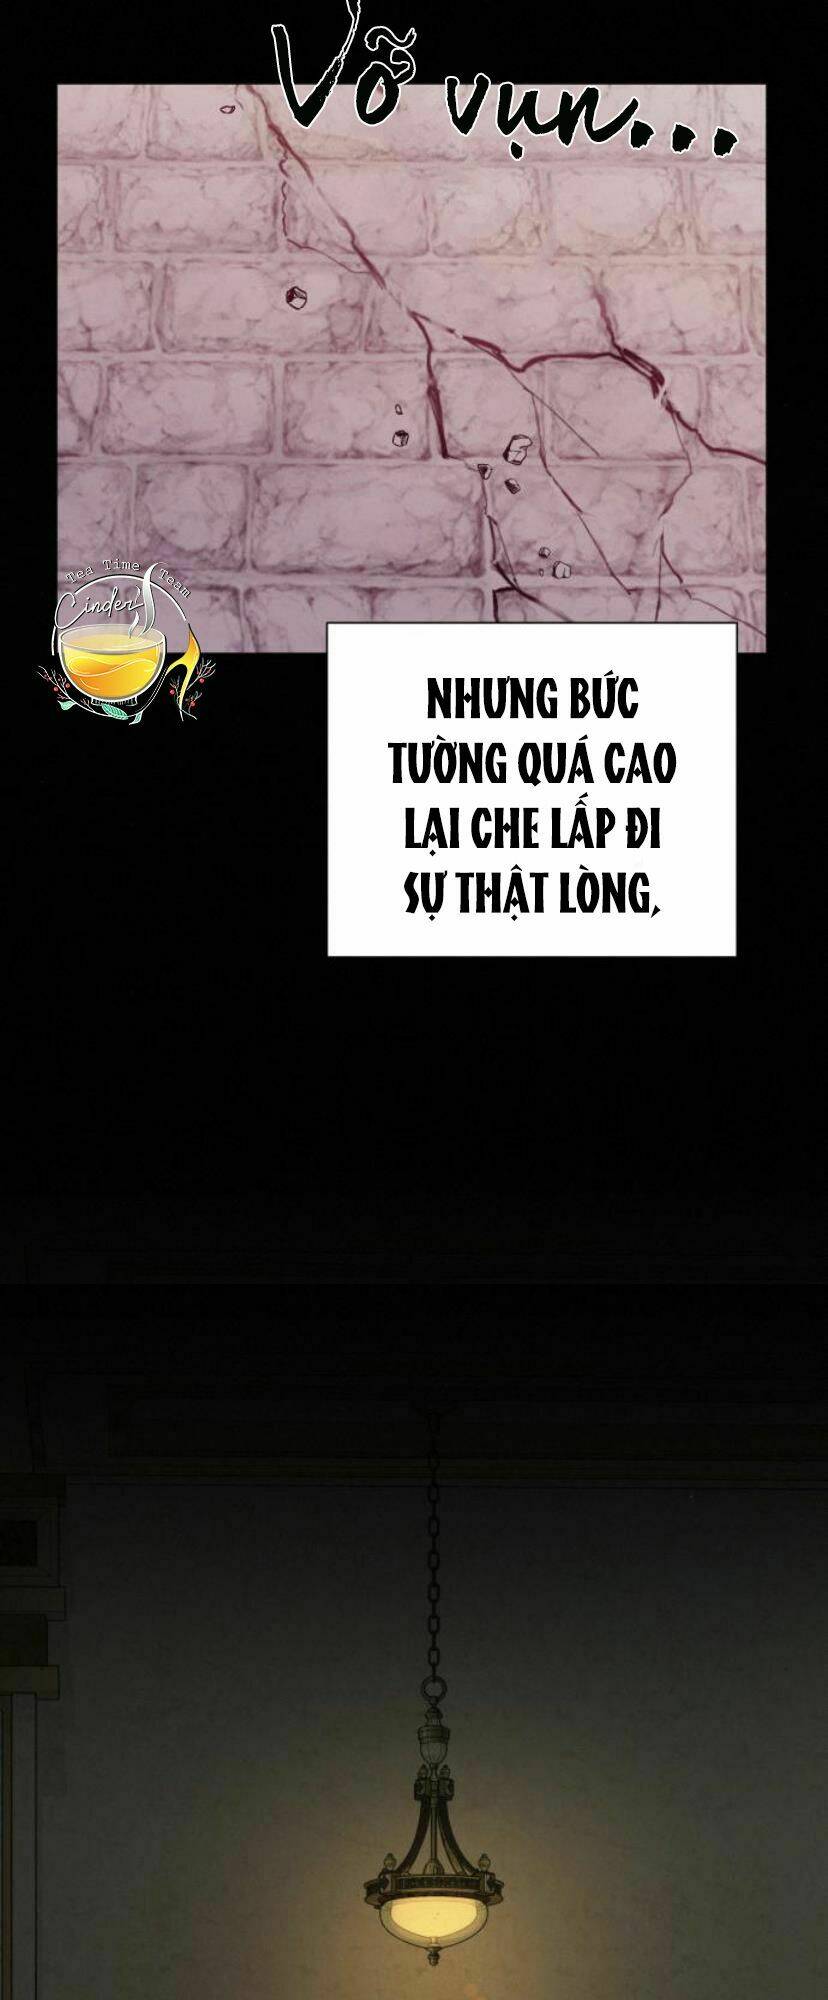 Vỡ vụn...
Tea Time Team
Cinder
NHƯNG BỨC
TƯỜNG QUÁ CAO
LẠI CHE LẤP ĐI
SỰ THẬT LÒNG,